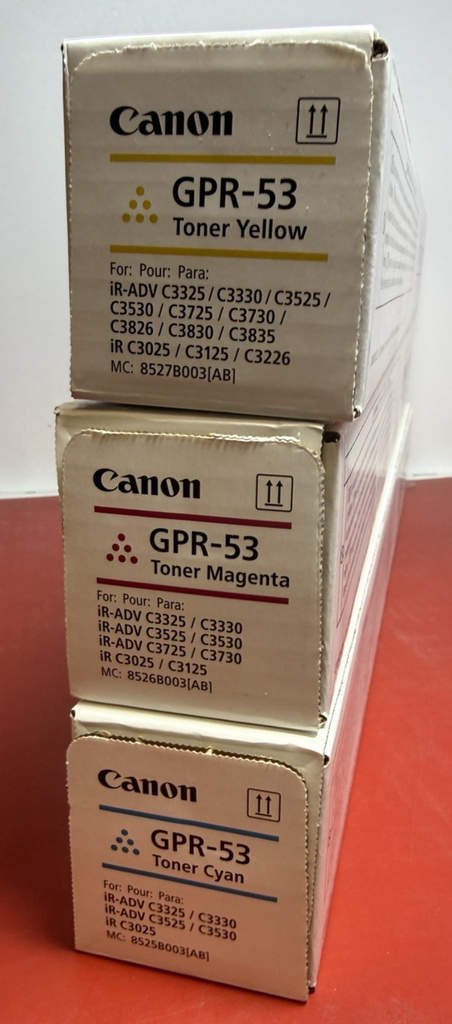 Canon
GPR-53
Toner Yellow
For: Pour: Para:
iR-ADV C3325 / C3330 / C3525 /
C3530 / C3725 / C3730 /
C3826 / C3830 / C3835
iR C3025 / C3125 / C3226
MC: 8527B003[AB]
Canon
GPR-53
Toner Magenta
For: Pour: Para:
iR-ADV C3325 / C3330
iR-ADV C3525 / C3530
iR-ADV C3725 / C3730
iR C3025 / C3125
MC: 8526B003[AB]
Canon
GPR-53
Toner Cyan
For: Pour: Para:
iR-ADV C3325 / C3330
iR-ADV C3525 / C3530
iR C3025
MC: 8525B003[AB]